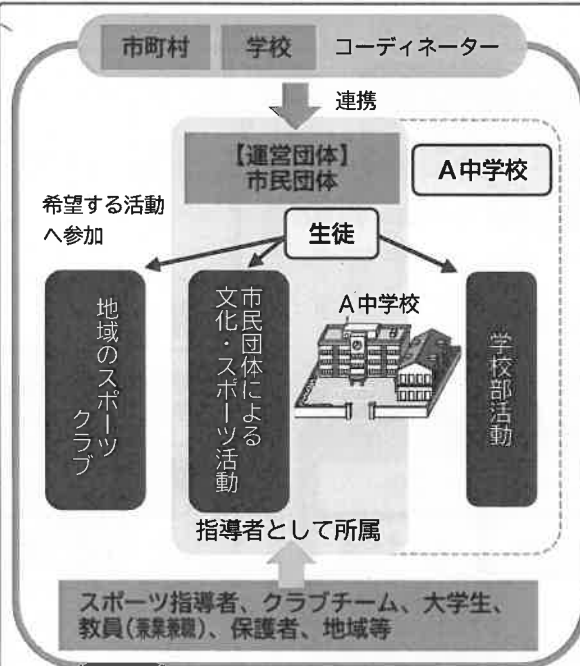 市町村 学校 コーディネーター
連携
【運営団体】
市民団体
A中学校
希望する活動
へ参加
生徒
地域のスポーツ
クラブ
市民団体による
文化・スポーツ活動
A中学校
学校部活動
指導者として所属
スポーツ指導者、クラブチーム、大学生、
教員(兼業兼職)、保護者、地域等